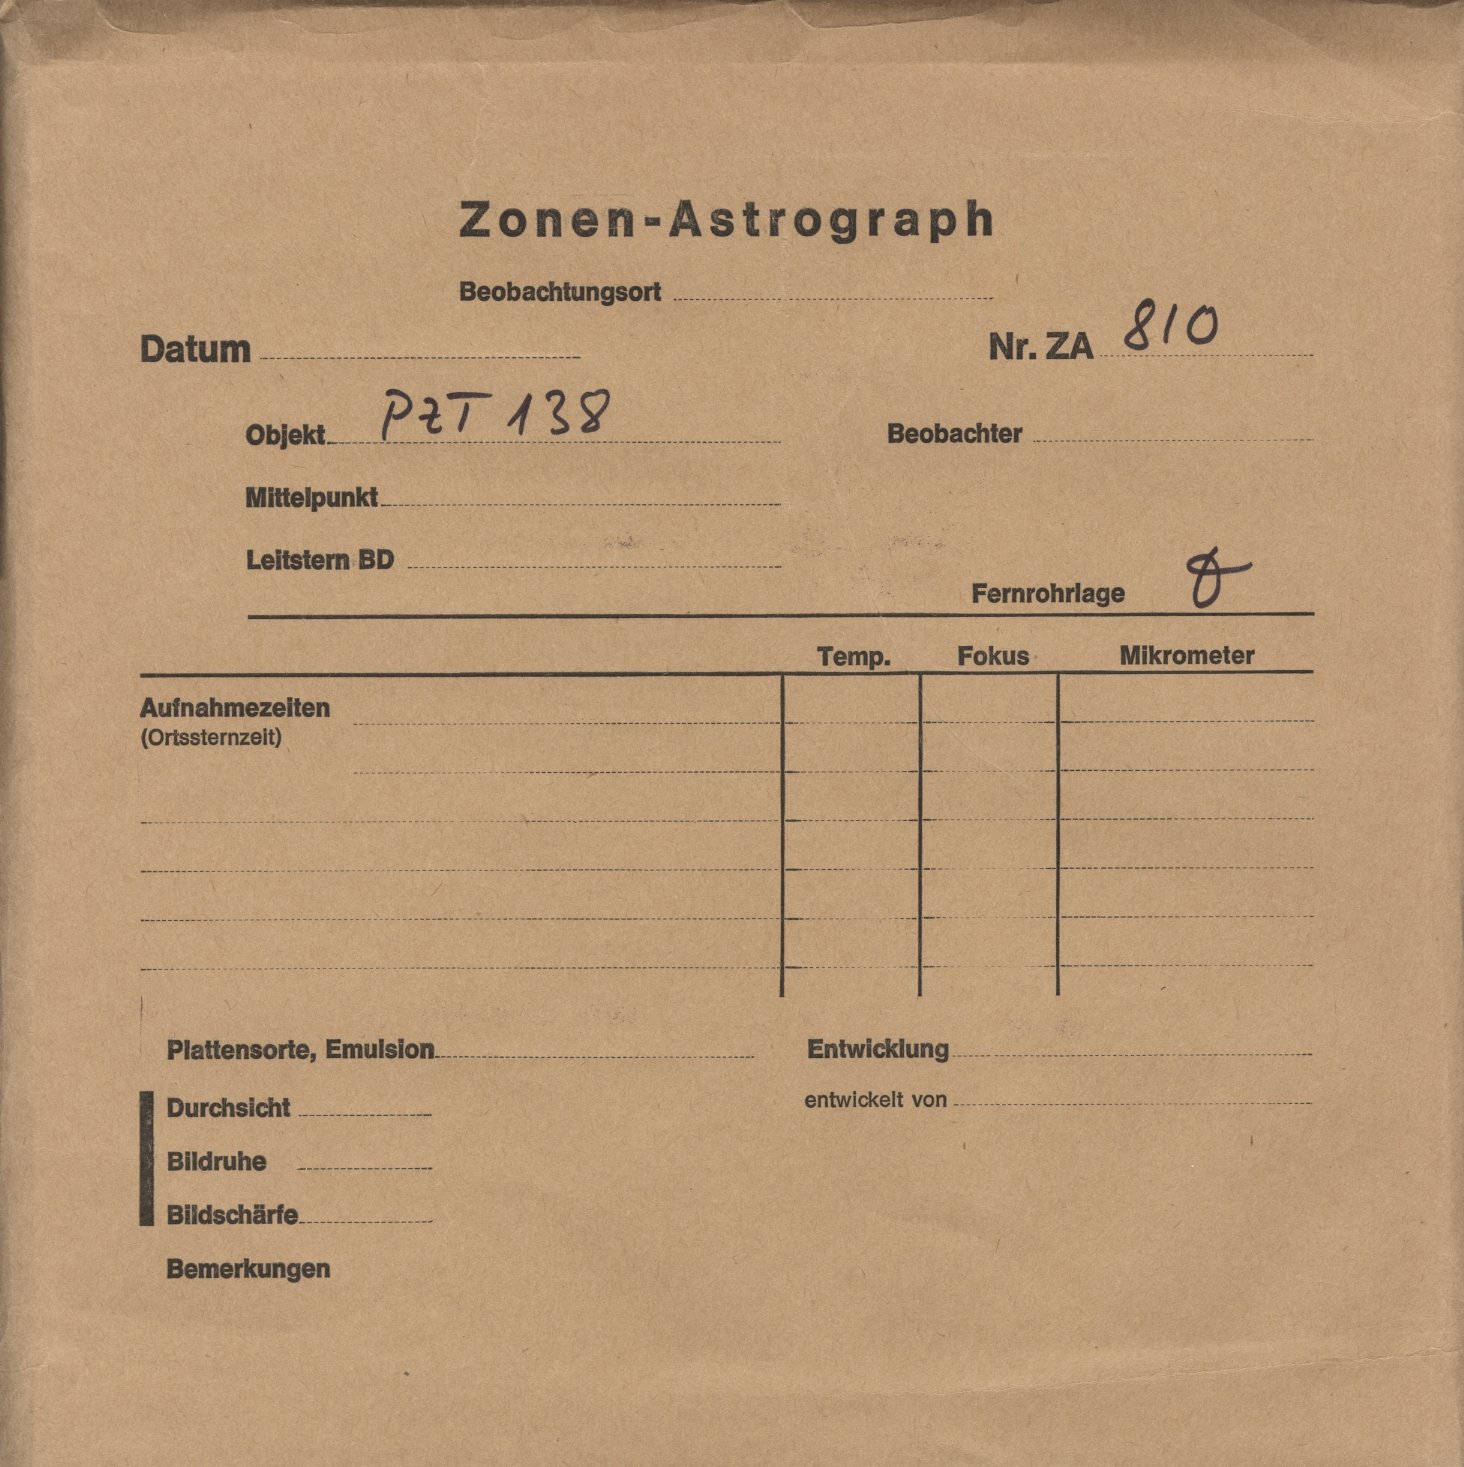 Zonen-Astrograph
Beobachtungsort
Datum
Nr. ZA 810
Objekt PZT 138
Beobachter
Mittelpunkt
Leitstern BD
Fernrohrlage
Temp. Fokus Mikrometer
Aufnahmezeiten
(Ortssternzeit)
Plattensorte, Emulsion
Entwicklung
Durchsicht
entwickelt von
Bildruhe
Bildschärfe
Bemerkungen